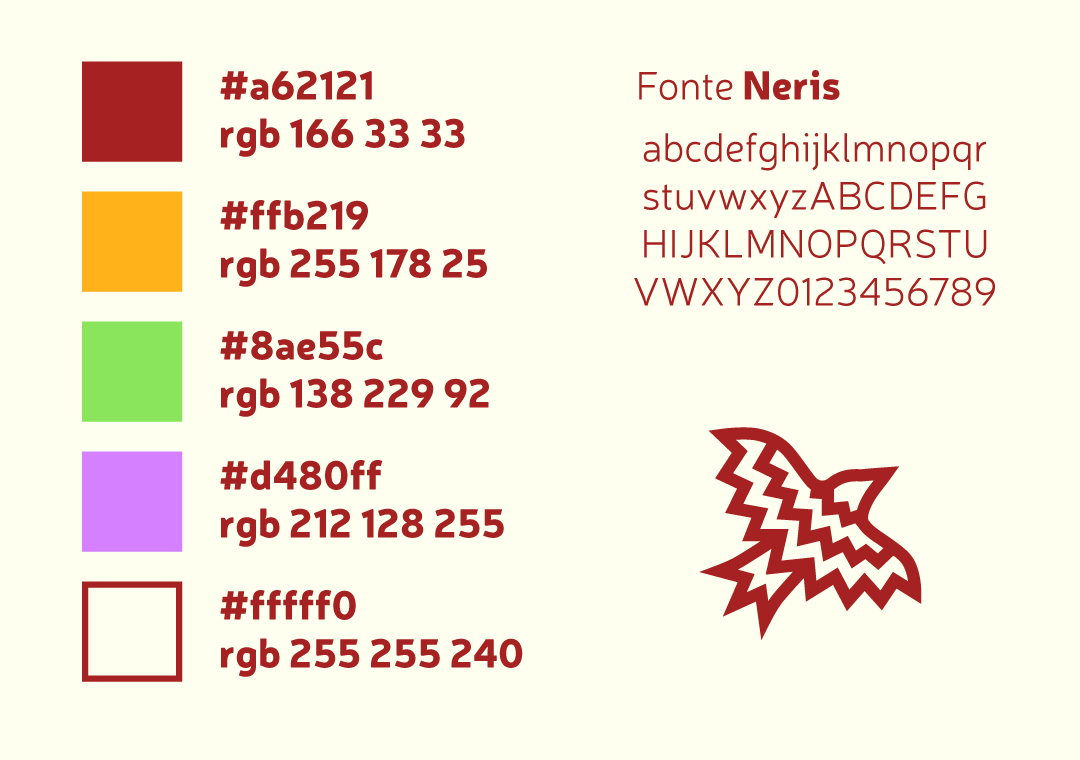 #a62121
rgb 166 33 33
#ffb219
rgb 255 178 25
#8ae55c
rgb 138 229 92
#d480ff
rgb 212 128 255
#fffff0
rgb 255 255 240
Fonte Neris
abcdefghijklmnopqr
stuvwxyzABCDEFG
HIJKLMNOPQRSTU
VWXYZ0123456789